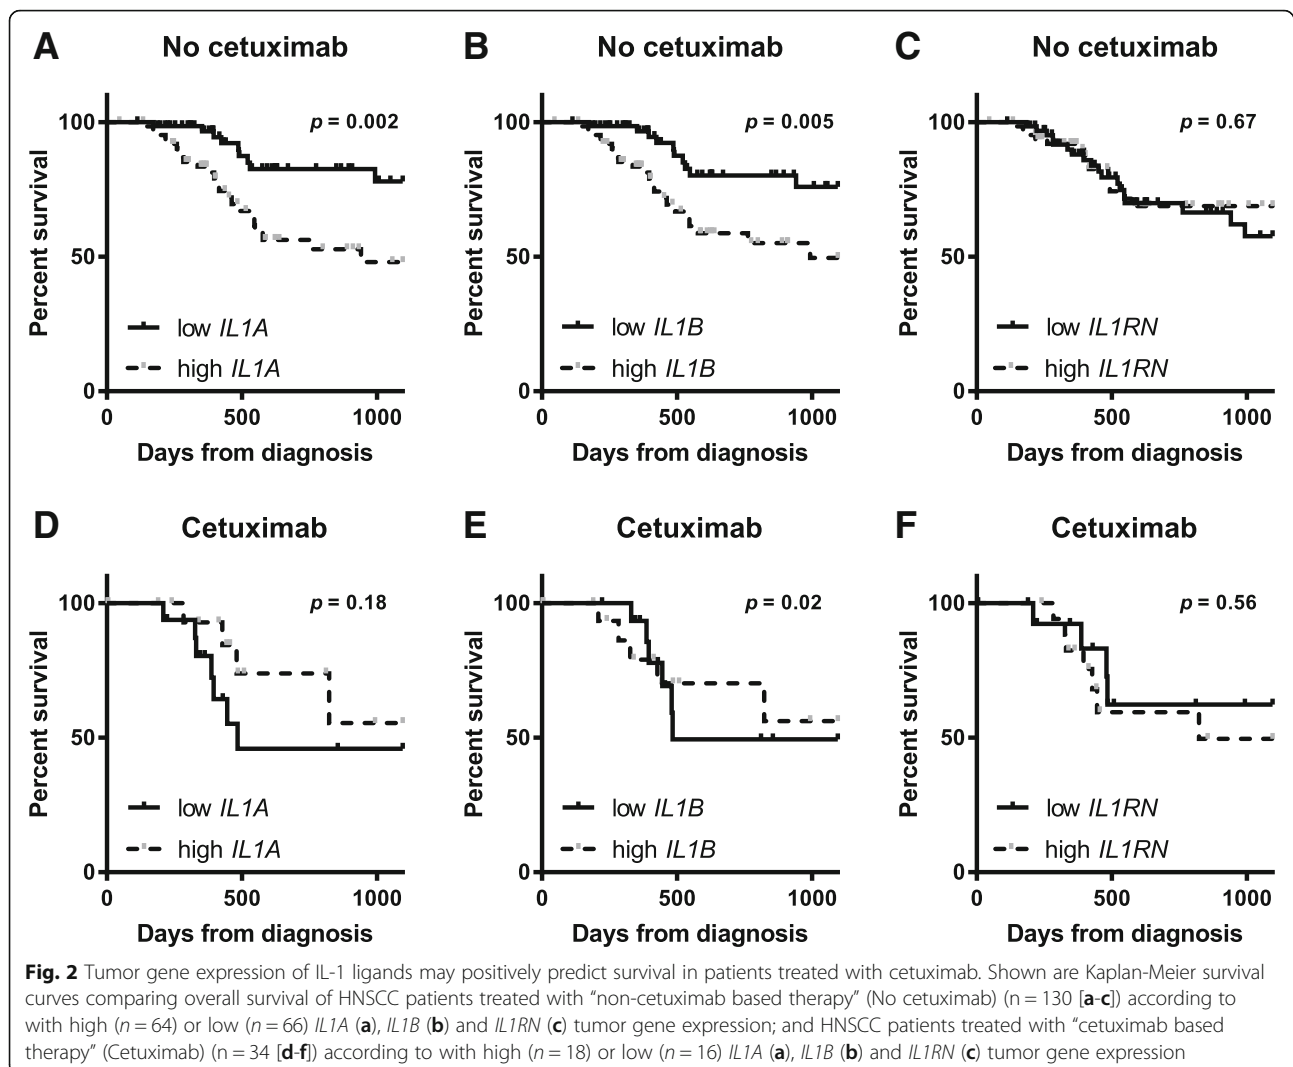 A No cetuximab
p = 0.002
Percent survival
100
50
0
low IL1A
high IL1A
0 500 1000
Days from diagnosis
B No cetuximab
p = 0.005
Percent survival
100
50
0
low IL1B
high IL1B
0 500 1000
Days from diagnosis
C No cetuximab
p = 0.67
Percent survival
100
50
0
low IL1RN
high IL1RN
0 500 1000
Days from diagnosis
D Cetuximab
p = 0.18
Percent survival
100
50
0
low IL1A
high IL1A
0 500 1000
Days from diagnosis
E Cetuximab
p = 0.02
Percent survival
100
50
0
low IL1B
high IL1B
0 500 1000
Days from diagnosis
F Cetuximab
p = 0.56
Percent survival
100
50
0
low IL1RN
high IL1RN
0 500 1000
Days from diagnosis
Fig. 2 Tumor gene expression of IL-1 ligands may positively predict survival in patients treated with cetuximab. Shown are Kaplan-Meier survival
curves comparing overall survival of HNSCC patients treated with “non-cetuximab based therapy” (No cetuximab) (n = 130 [a-c]) according to
with high (n = 64) or low (n = 66) IL1A (a), IL1B (b) and IL1RN (c) tumor gene expression; and HNSCC patients treated with “cetuximab based
therapy” (Cetuximab) (n = 34 [d-f]) according to with high (n = 18) or low (n = 16) IL1A (a), IL1B (b) and IL1RN (c) tumor gene expression